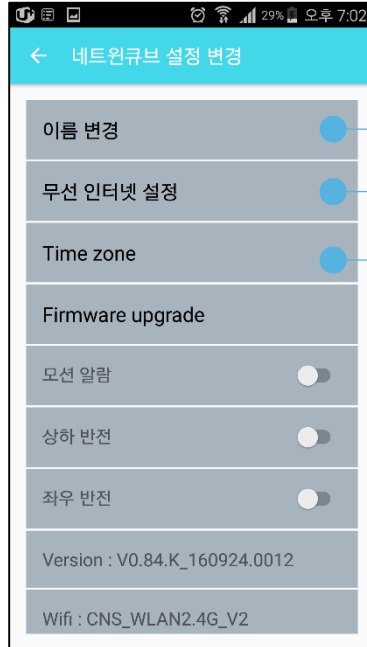 29% 오후 7:02
네트윈큐브 설정 변경
이름 변경
무선 인터넷 설정
Time zone
Firmware upgrade
모션 알람
상하 반전
좌우 반전
Version : V0.84.K_160924.0012
Wifi : CNS_WLAN2.4G_V2